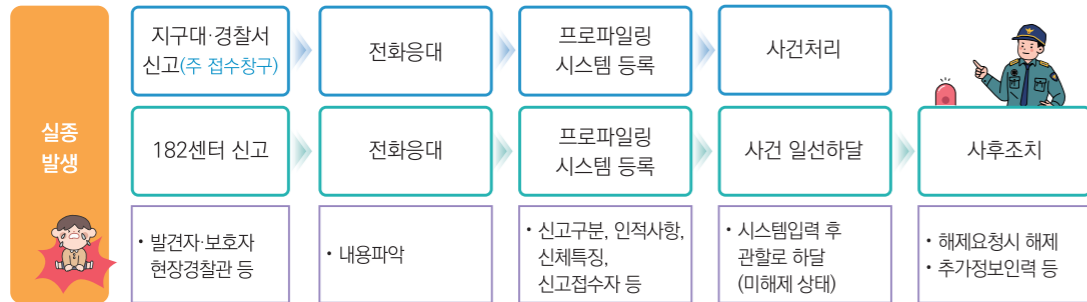 실종
발생
지구대·경찰서
신고(주 접수창구)
전화응대
프로파일링
시스템 등록
사건처리
182센터 신고
전화응대
프로파일링
시스템 등록
사건 일선하달
사후조치
• 발견자·보호자
현장경찰관 등
• 내용파악
• 신고구분, 인적사항,
신체특징,
신고접수자 등
• 시스템입력 후
관할로 하달
(미해제 상태)
• 해제요청시 해제
• 추가정보인력 등